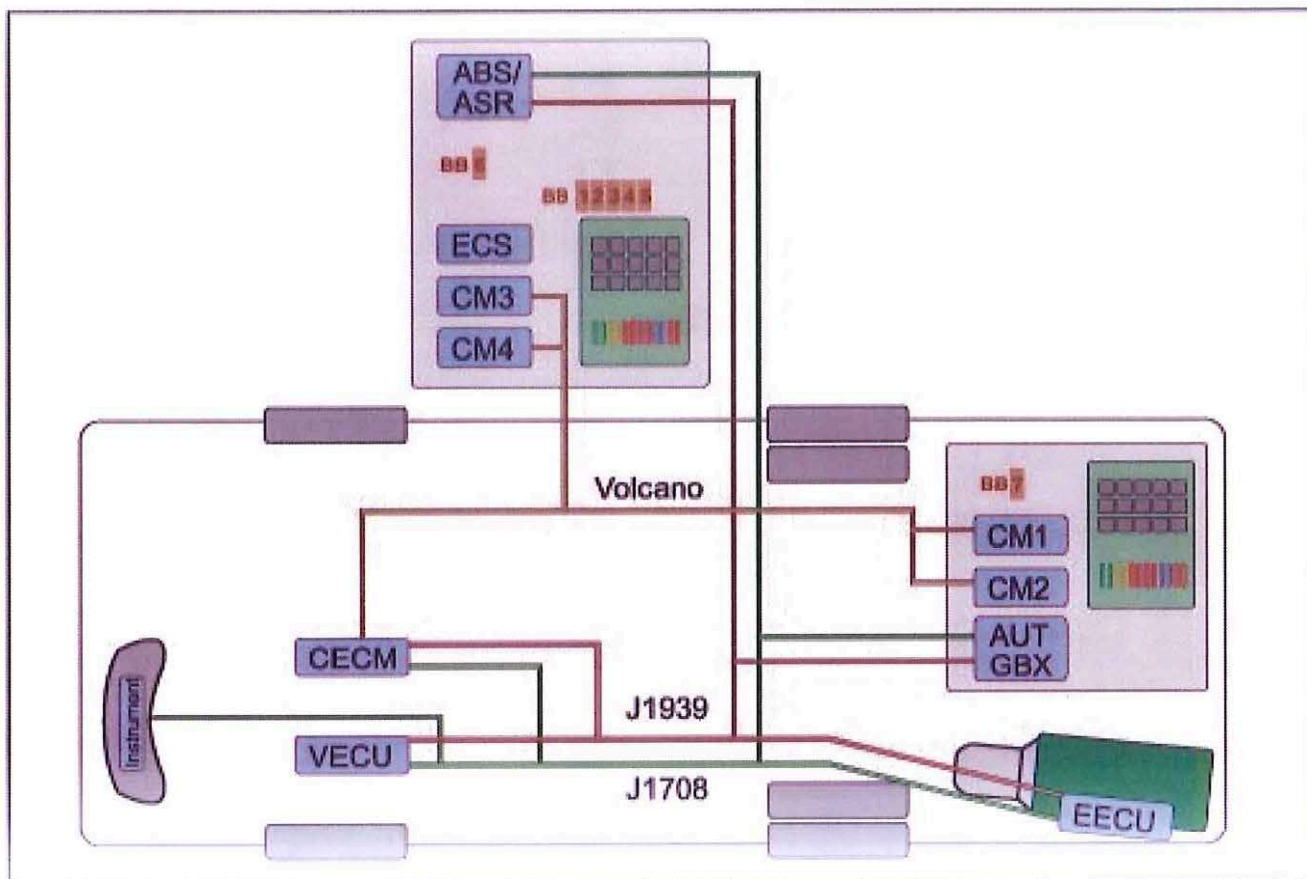 ABS/
ASR
BB 6
BB 1 2 3 4 5
ECS
CM3
CM4
Volcano
BB 7
CM1
CM2
AUT
GBX
CECM
Instrument
J1939
VECU
J1708
EECU